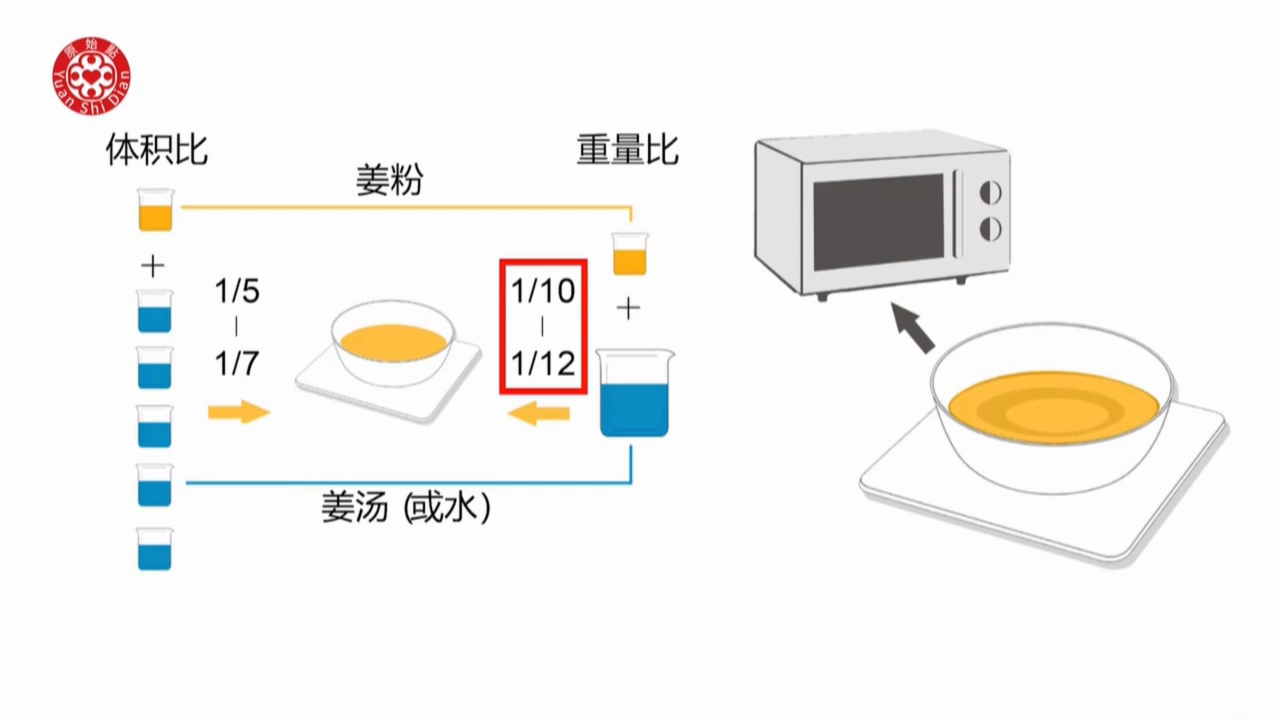 原始點
Yuan Shi Dian
体积比
重量比
姜粉
+
1/5
|
1/7
1/10
|
1/12
+
姜汤 (或水)